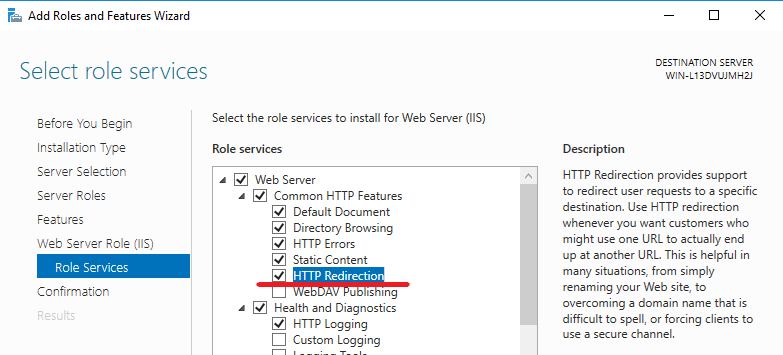 Add Roles and Features Wizard
Select role services
DESTINATION SERVER
WIN-L13DVUJMH2J
Before You Begin
Installation Type
Server Selection
Server Roles
Features
Web Server Role (IIS)
Role Services
Confirmation
Results
Select the role services to install for Web Server (IIS)
Role services
Web Server
Common HTTP Features
Default Document
Directory Browsing
HTTP Errors
Static Content
HTTP Redirection
WebDAV Publishing
Health and Diagnostics
HTTP Logging
Custom Logging
Logging Tools
Description
HTTP Redirection provides support
to redirect user requests to a specific
destination. Use HTTP redirection
whenever you want customers who
might use one URL to actually end
up at another URL. This is helpful in
many situations, from simply
renaming your Web site, to
overcoming a domain name that is
difficult to spell, or forcing clients to
use a secure channel.